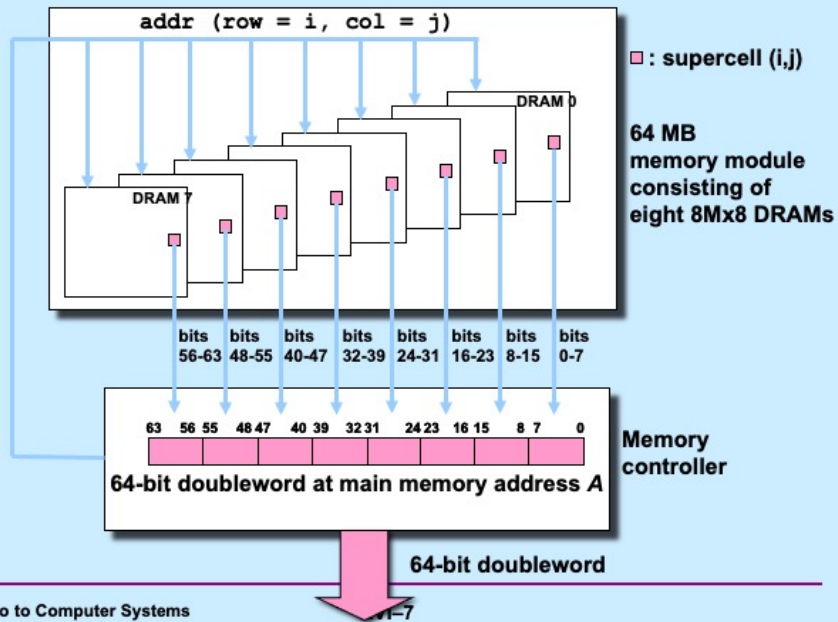 addr (row = i, col = j)
: supercell (i,j)
DRAM 0
64 MB
memory module
consisting of
eight 8Mx8 DRAMs
DRAM 7
bits bits bits bits bits bits bits bits
56-63 48-55 40-47 32-39 24-31 16-23 8-15 0-7
63 56 55 48 47 40 39 32 31 24 23 16 15 8 7 0
Memory
controller
64-bit doubleword at main memory address A
64-bit doubleword
o to Computer Systems
–7